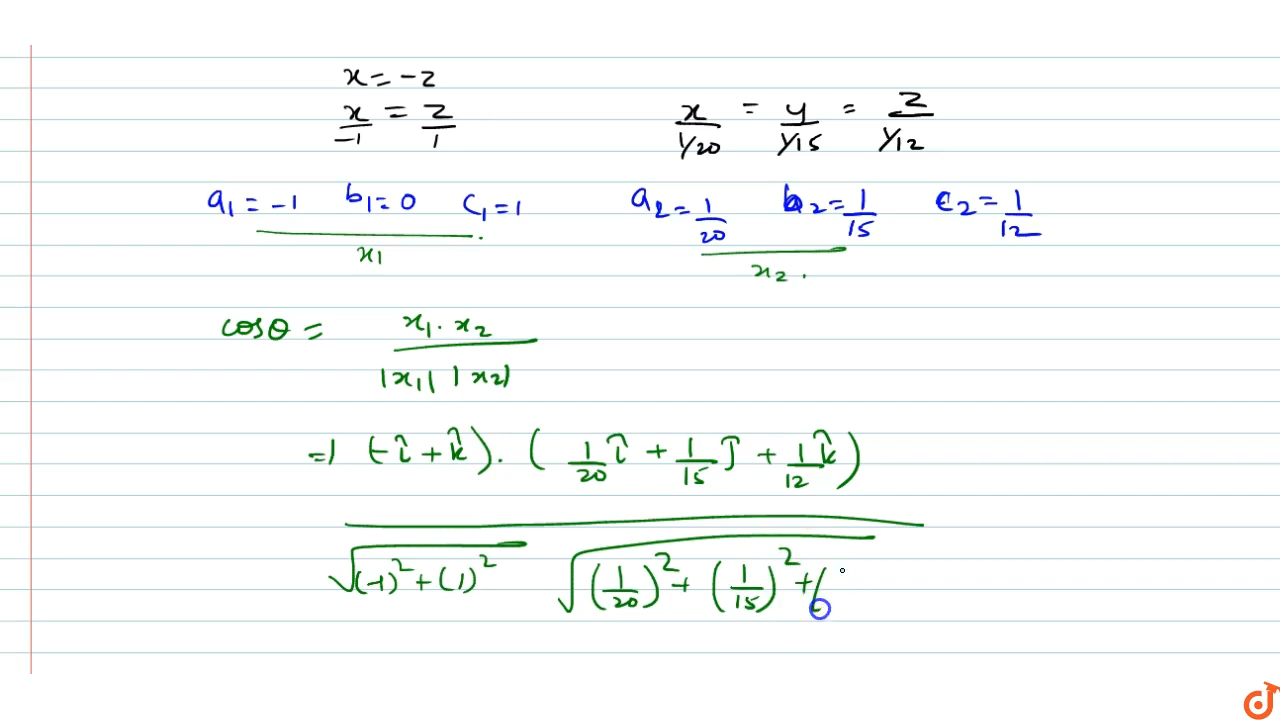 x = -2
x/-1 = z/1    x/1/20 = y/1/15 = z/1/12
a₁ = -1  b₁ = 0  c₁ = 1    a₂ = 1/20  b₂ = 1/15  c₂ = 1/12
x₁    x₂.
cosθ = x₁ · x₂ / |x₁| |x₂|
=) (-î + k̂) · ( 1/20 î + 1/15 ĵ + 1/12 k̂ )
√(-1)² + (1)²  √(1/20)² + (1/15)² + (